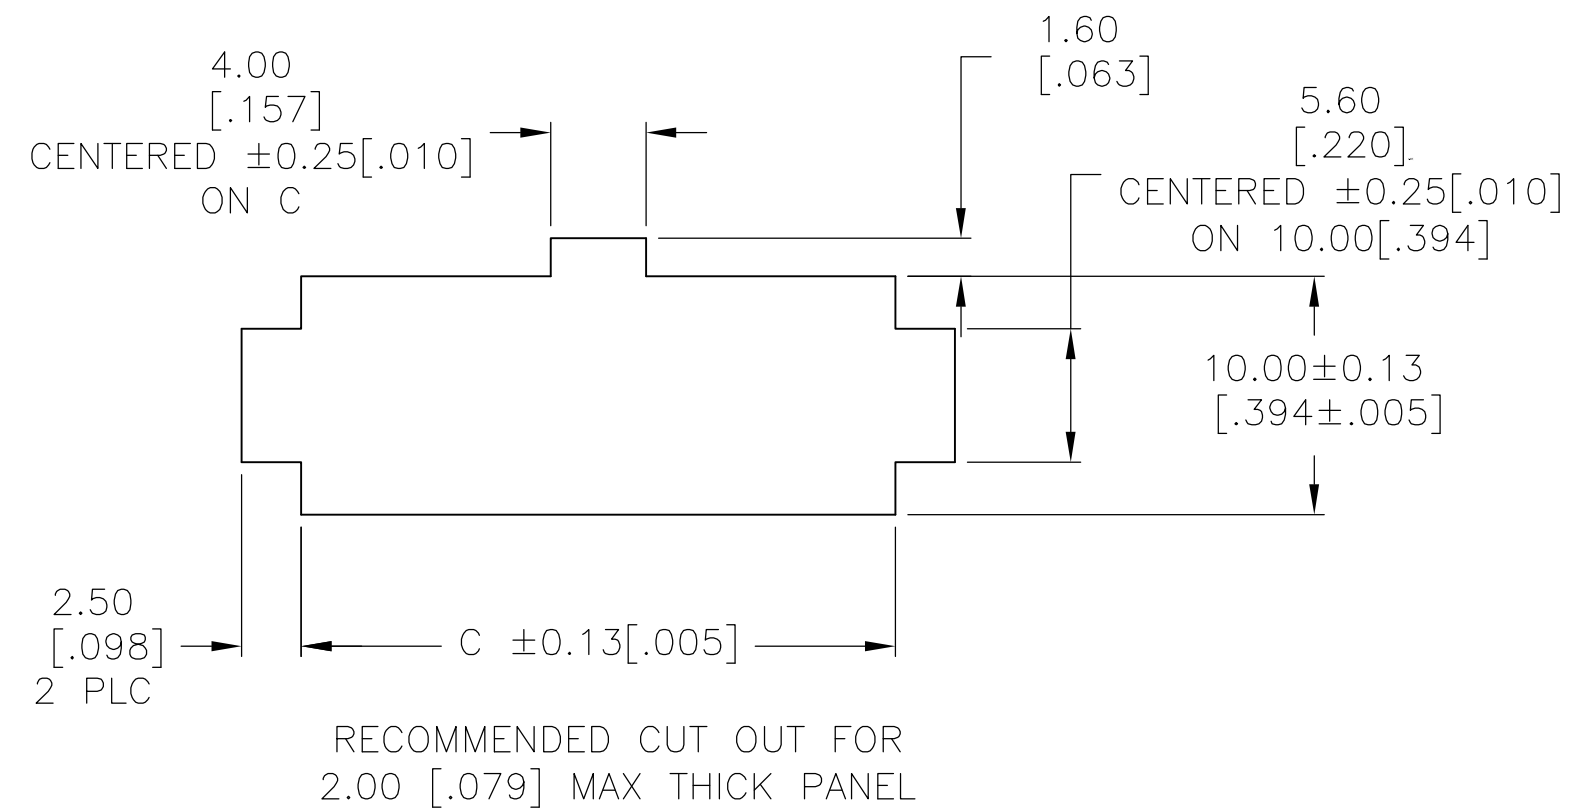 4.00
[.157]
CENTERED ±0.25[.010]
ON C
1.60
[.063]
5.60
[.220]
CENTERED ±0.25[.010]
ON 10.00[.394]
10.00±0.13
[.394±.005]
2.50
[.098]
2 PLC
C ±0.13[.005]
RECOMMENDED CUT OUT FOR
2.00 [.079] MAX THICK PANEL